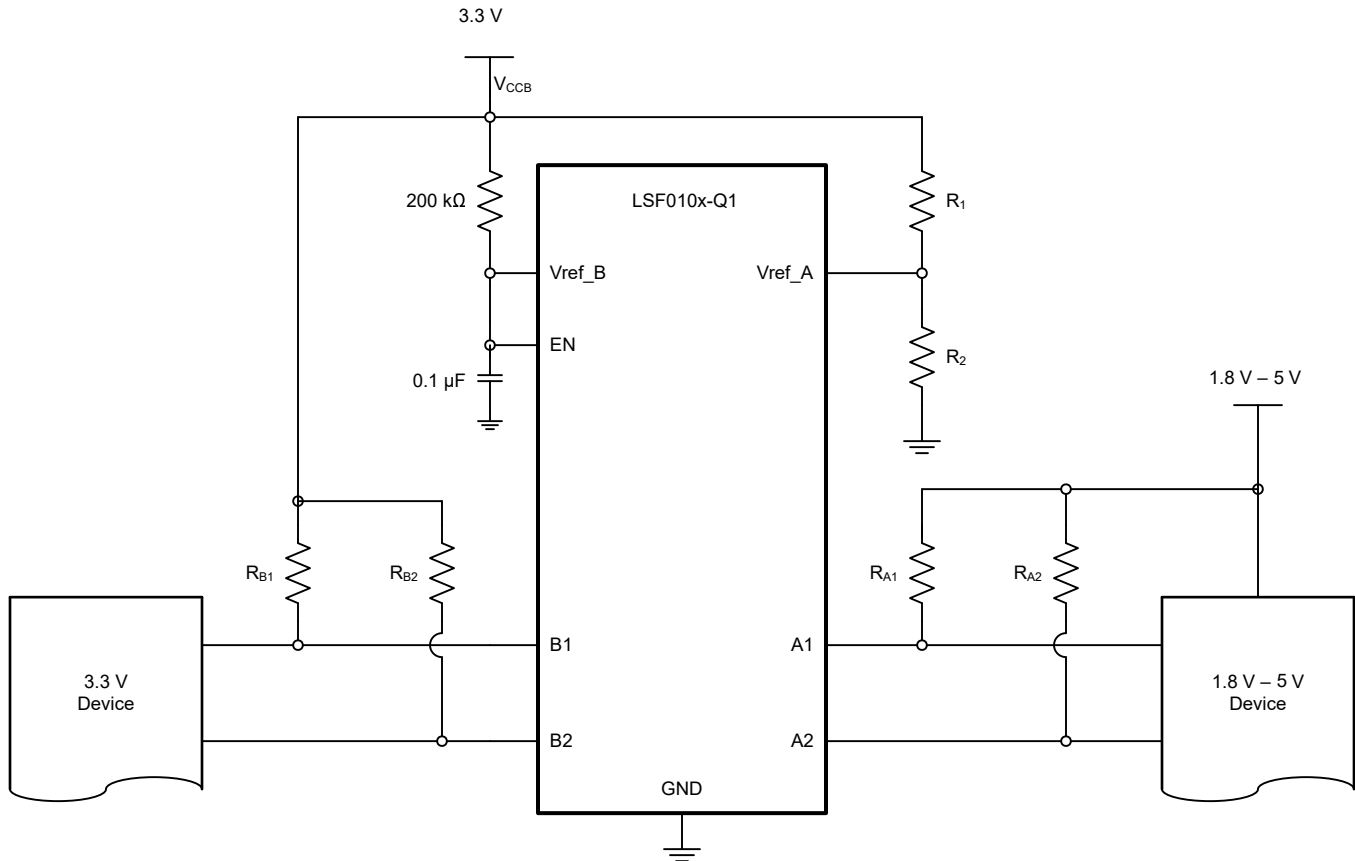 3.3 V
V_CCB
200 kΩ
LSF010x-Q1
R1
Vref_B
Vref_A
EN
R2
0.1 µF
1.8 V – 5 V
RB1
RB2
RA1
RA2
B1
A1
3.3 V
Device
1.8 V – 5 V
Device
B2
A2
GND